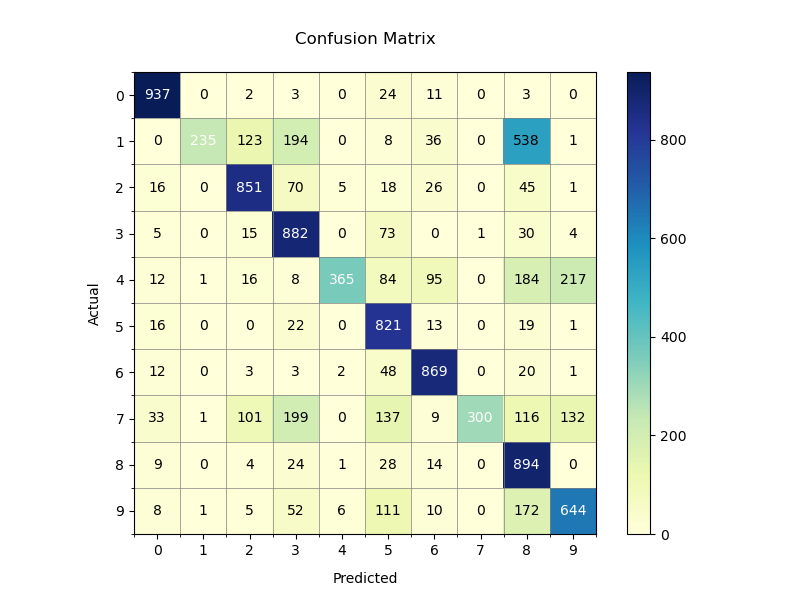 Confusion Matrix
0 937 0 2 3 0 24 11 0 3 0
1 0 235 123 194 0 8 36 0 538 1
2 16 0 851 70 5 18 26 0 45 1
3 5 0 15 882 0 73 0 1 30 4
4 12 1 16 8 365 84 95 0 184 217
5 16 0 0 22 0 821 13 0 19 1
6 12 0 3 3 2 48 869 0 20 1
7 33 1 101 199 0 137 9 300 116 132
8 9 0 4 24 1 28 14 0 894 0
9 8 1 5 52 6 111 10 0 172 644
0 1 2 3 4 5 6 7 8 9
Predicted
Actual
800
600
400
200
0